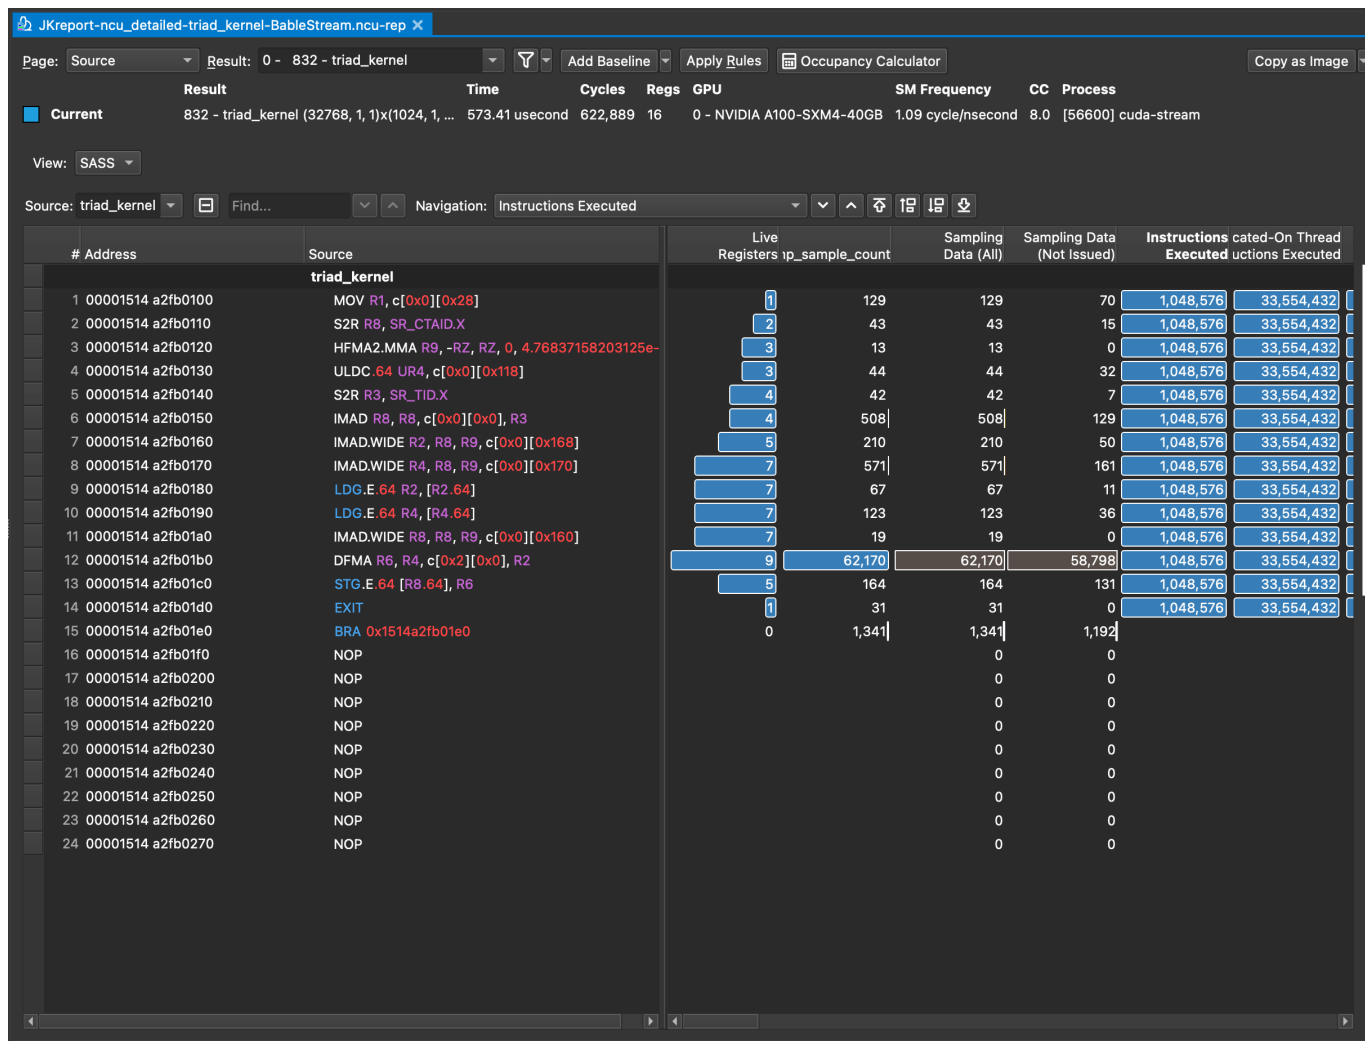 JKreport-ncu_detailed-triad_kernel-BableStream.ncu-rep ×
Page: Source Result: 0 - 832 - triad_kernel Add Baseline Apply Rules Occupancy Calculator Copy as Image
Result Time Cycles Regs GPU SM Frequency CC Process
Current 832 - triad_kernel (32768, 1, 1)x(1024, 1, ... 573.41 usecond 622,889 16 0 - NVIDIA A100-SXM4-40GB 1.09 cycle/nsecond 8.0 [56600] cuda-stream
View: SASS
Source: triad_kernel Find... Navigation: Instructions Executed
Live Sampling Sampling Data Instructions cated-On Thread
# Address Source Registers np_sample_count Data (All) (Not Issued) Executed uctions Executed
triad_kernel
1 00001514 a2fb0100 MOV R1, c[0x0][0x28] 1 129 129 70 1,048,576 33,554,432
2 00001514 a2fb0110 S2R R8, SR_CTAID.X 2 43 43 15 1,048,576 33,554,432
3 00001514 a2fb0120 HFMA2.MMA R9, -RZ, RZ, 0, 4.76837158203125e- 3 13 13 0 1,048,576 33,554,432
4 00001514 a2fb0130 ULDC.64 UR4, c[0x0][0x118] 3 44 44 32 1,048,576 33,554,432
5 00001514 a2fb0140 S2R R3, SR_TID.X 4 42 42 7 1,048,576 33,554,432
6 00001514 a2fb0150 IMAD R8, R8, c[0x0][0x0], R3 4 508 508 129 1,048,576 33,554,432
7 00001514 a2fb0160 IMAD.WIDE R2, R8, R9, c[0x0][0x168] 5 210 210 50 1,048,576 33,554,432
8 00001514 a2fb0170 IMAD.WIDE R4, R8, R9, c[0x0][0x170] 7 571 571 161 1,048,576 33,554,432
9 00001514 a2fb0180 LDG.E.64 R2, [R2.64] 7 67 67 11 1,048,576 33,554,432
10 00001514 a2fb0190 LDG.E.64 R4, [R4.64] 7 123 123 36 1,048,576 33,554,432
11 00001514 a2fb01a0 IMAD.WIDE R8, R8, R9, c[0x0][0x160] 7 19 19 0 1,048,576 33,554,432
12 00001514 a2fb01b0 DFMA R6, R4, c[0x2][0x0], R2 9 62,170 62,170 58,798 1,048,576 33,554,432
13 00001514 a2fb01c0 STG.E.64 [R8.64], R6 5 164 164 131 1,048,576 33,554,432
14 00001514 a2fb01d0 EXIT 1 31 31 0 1,048,576 33,554,432
15 00001514 a2fb01e0 BRA 0x1514a2fb01e0 0 1,341 1,341 1,192
16 00001514 a2fb01f0 NOP 0 0
17 00001514 a2fb0200 NOP 0 0
18 00001514 a2fb0210 NOP 0 0
19 00001514 a2fb0220 NOP 0 0
20 00001514 a2fb0230 NOP 0 0
21 00001514 a2fb0240 NOP 0 0
22 00001514 a2fb0250 NOP 0 0
23 00001514 a2fb0260 NOP 0 0
24 00001514 a2fb0270 NOP 0 0